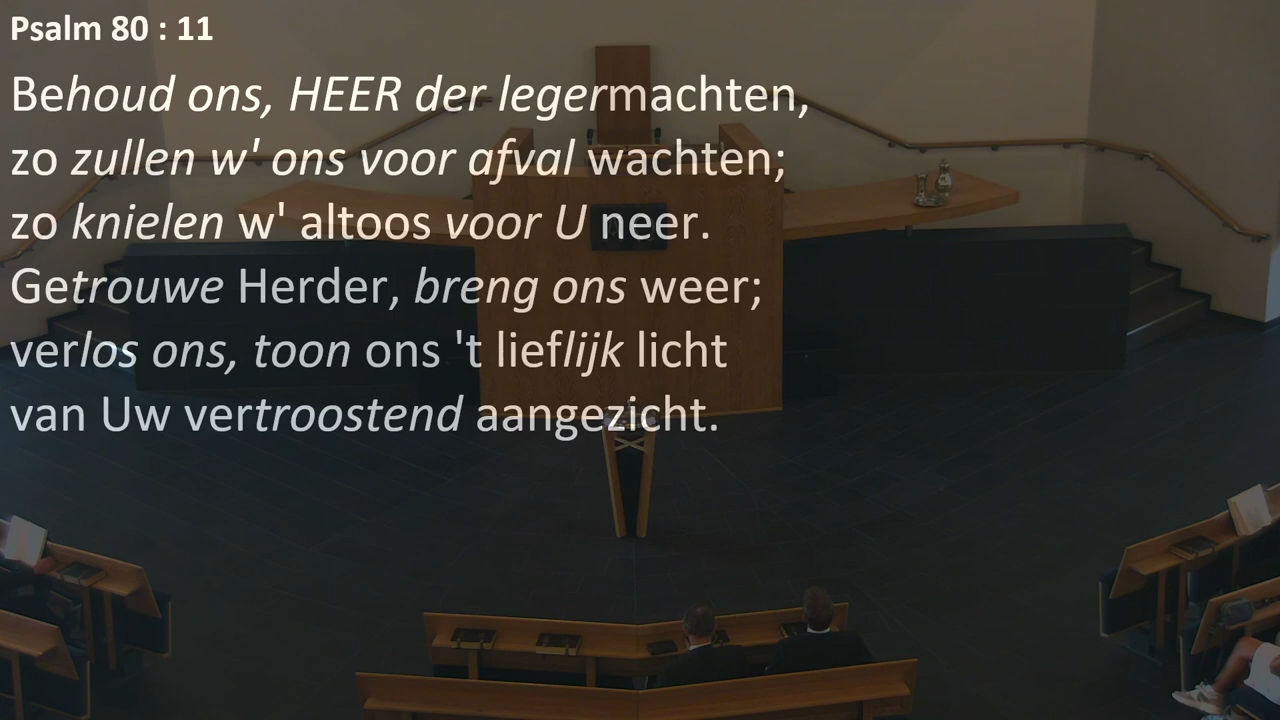 Psalm 80 : 11
Behoud ons, HEER der legermachten,
zo zullen w' ons voor afval wachten;
zo knielen w' altoos voor U neer.
Getrouwe Herder, breng ons weer;
verlos ons, toon ons 't lieflijk licht
van Uw vertroostend aangezicht.